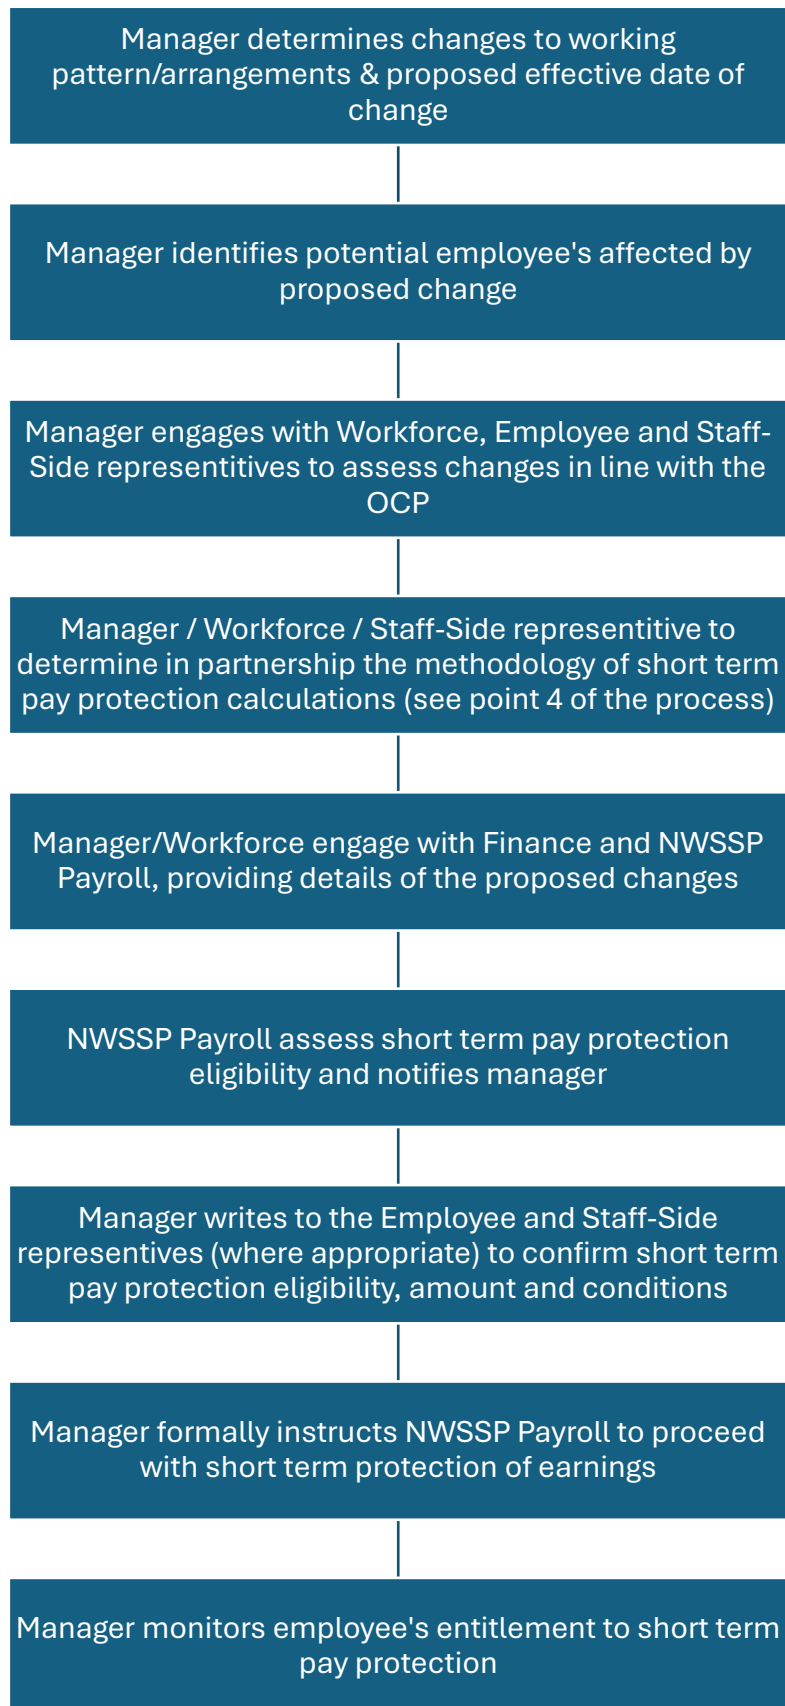 Manager determines changes to working
pattern/arrangements & proposed effective date of
change
Manager identifies potential employee's affected by
proposed change
Manager engages with Workforce, Employee and Staff-
Side representitives to assess changes in line with the
OCP
Manager / Workforce / Staff-Side representitive to
determine in partnership the methodology of short term
pay protection calculations (see point 4 of the process)
Manager/Workforce engage with Finance and NWSSP
Payroll, providing details of the proposed changes
NWSSP Payroll assess short term pay protection
eligibility and notifies manager
Manager writes to the Employee and Staff-Side
representives (where appropriate) to confirm short term
pay protection eligibility, amount and conditions
Manager formally instructs NWSSP Payroll to proceed
with short term protection of earnings
Manager monitors employee's entitlement to short term
pay protection